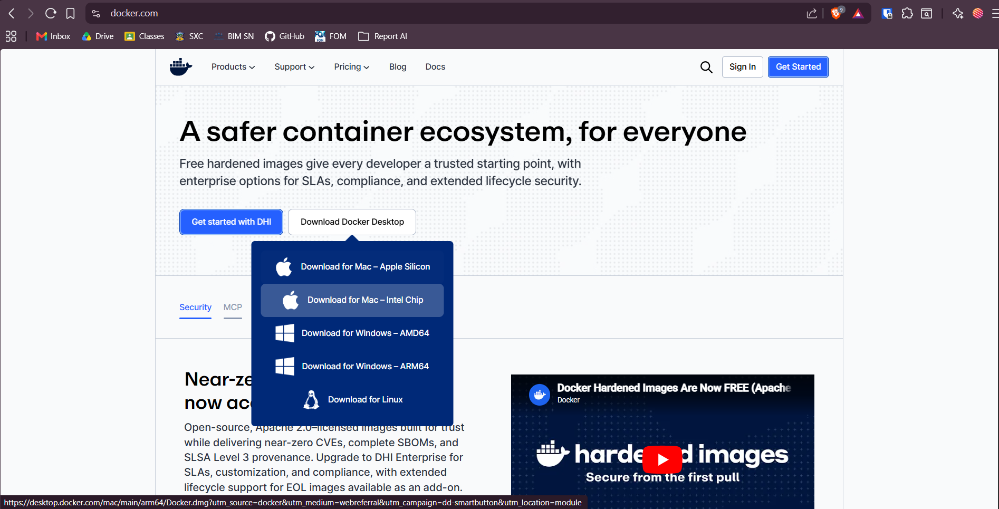 docker.com
9
Inbox
Drive
Classes
SXC
BIM SN
GitHub
FOM
Report AI
Products
Support
Pricing
Blog
Docs
Sign In
Get Started
A safer container ecosystem, for everyone
Free hardened images give every developer a trusted starting point, with
enterprise options for SLAs, compliance, and extended lifecycle security.
Get started with DHI
Download Docker Desktop
Download for Mac – Apple Silicon
Download for Mac – Intel Chip
Download for Windows – AMD64
Download for Windows – ARM64
Download for Linux
Security
MCP
Near-ze
now acc
Open-source, Apache 2.0–licensed images built for trust
while delivering near-zero CVEs, complete SBOMs, and
SLSA Level 3 provenance. Upgrade to DHI Enterprise for
SLAs, customization, and compliance, with extended
lifecycle support for EOL images available as an add-on.
Docker Hardened Images Are Now FREE (Apache
Docker
hardened images
Secure from the first pull
https://desktop.docker.com/mac/main/arm64/Docker.dmg?utm_source=docker&utm_medium=webreferral&utm_campaign=dd-smartbutton&utm_location=module